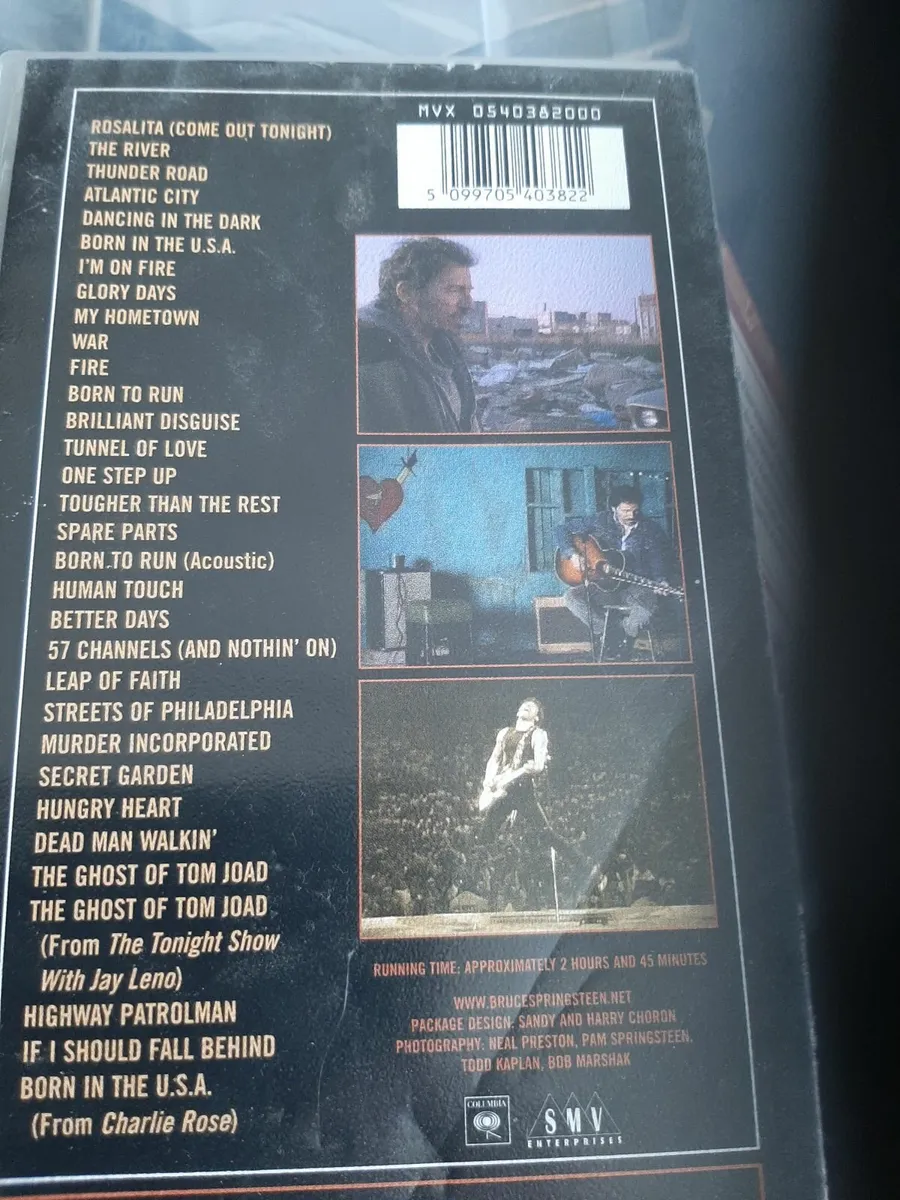 MVX 0540382000
5 099705 403822
ROSALITA (COME OUT TONIGHT)
THE RIVER
THUNDER ROAD
ATLANTIC CITY
DANCING IN THE DARK
BORN IN THE U.S.A.
I'M ON FIRE
GLORY DAYS
MY HOMETOWN
WAR
FIRE
BORN TO RUN
BRILLIANT DISGUISE
TUNNEL OF LOVE
ONE STEP UP
TOUGHER THAN THE REST
SPARE PARTS
BORN TO RUN (Acoustic)
HUMAN TOUCH
BETTER DAYS
57 CHANNELS (AND NOTHIN' ON)
LEAP OF FAITH
STREETS OF PHILADELPHIA
MURDER INCORPORATED
SECRET GARDEN
HUNGRY HEART
DEAD MAN WALKIN'
THE GHOST OF TOM JOAD
THE GHOST OF TOM JOAD
(From The Tonight Show
With Jay Leno)
HIGHWAY PATROLMAN
IF I SHOULD FALL BEHIND
BORN IN THE U.S.A.
(From Charlie Rose)
RUNNING TIME: APPROXIMATELY 2 HOURS AND 45 MINUTES
WWW.BRUCESPRINGSTEEN.NET
PACKAGE DESIGN: SANDY AND HARRY CHORON
PHOTOGRAPHY: NEAL PRESTON, PAM SPRINGSTEEN,
TODD KAPLAN, BOB MARSHAK
COLUMBIA
SMV
ENTERPRISES